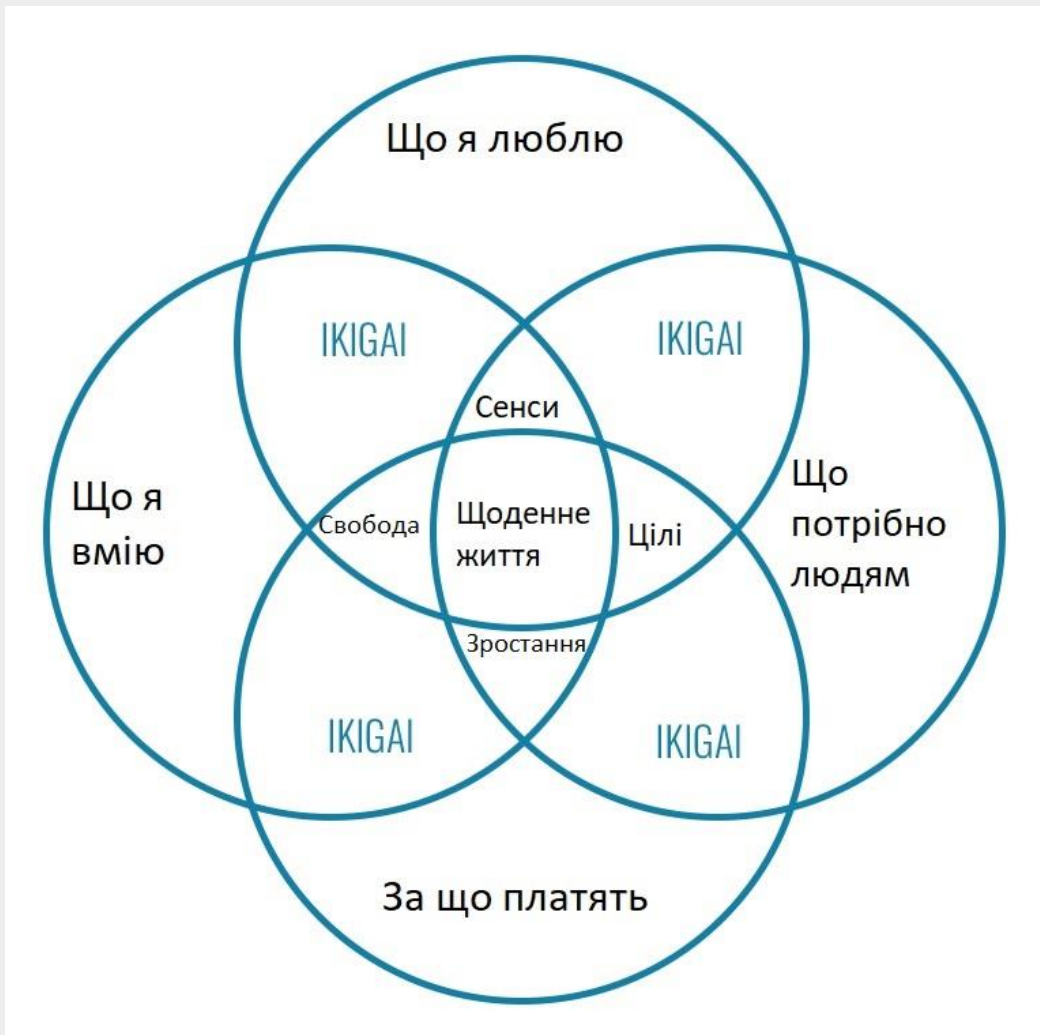 Що я люблю
IKIGAI
IKIGAI
Сенси
Що я
вмію
Свобода
Щоденне
життя
Цілі
Що
потрібно
людям
Зростання
IKIGAI
IKIGAI
За що платять